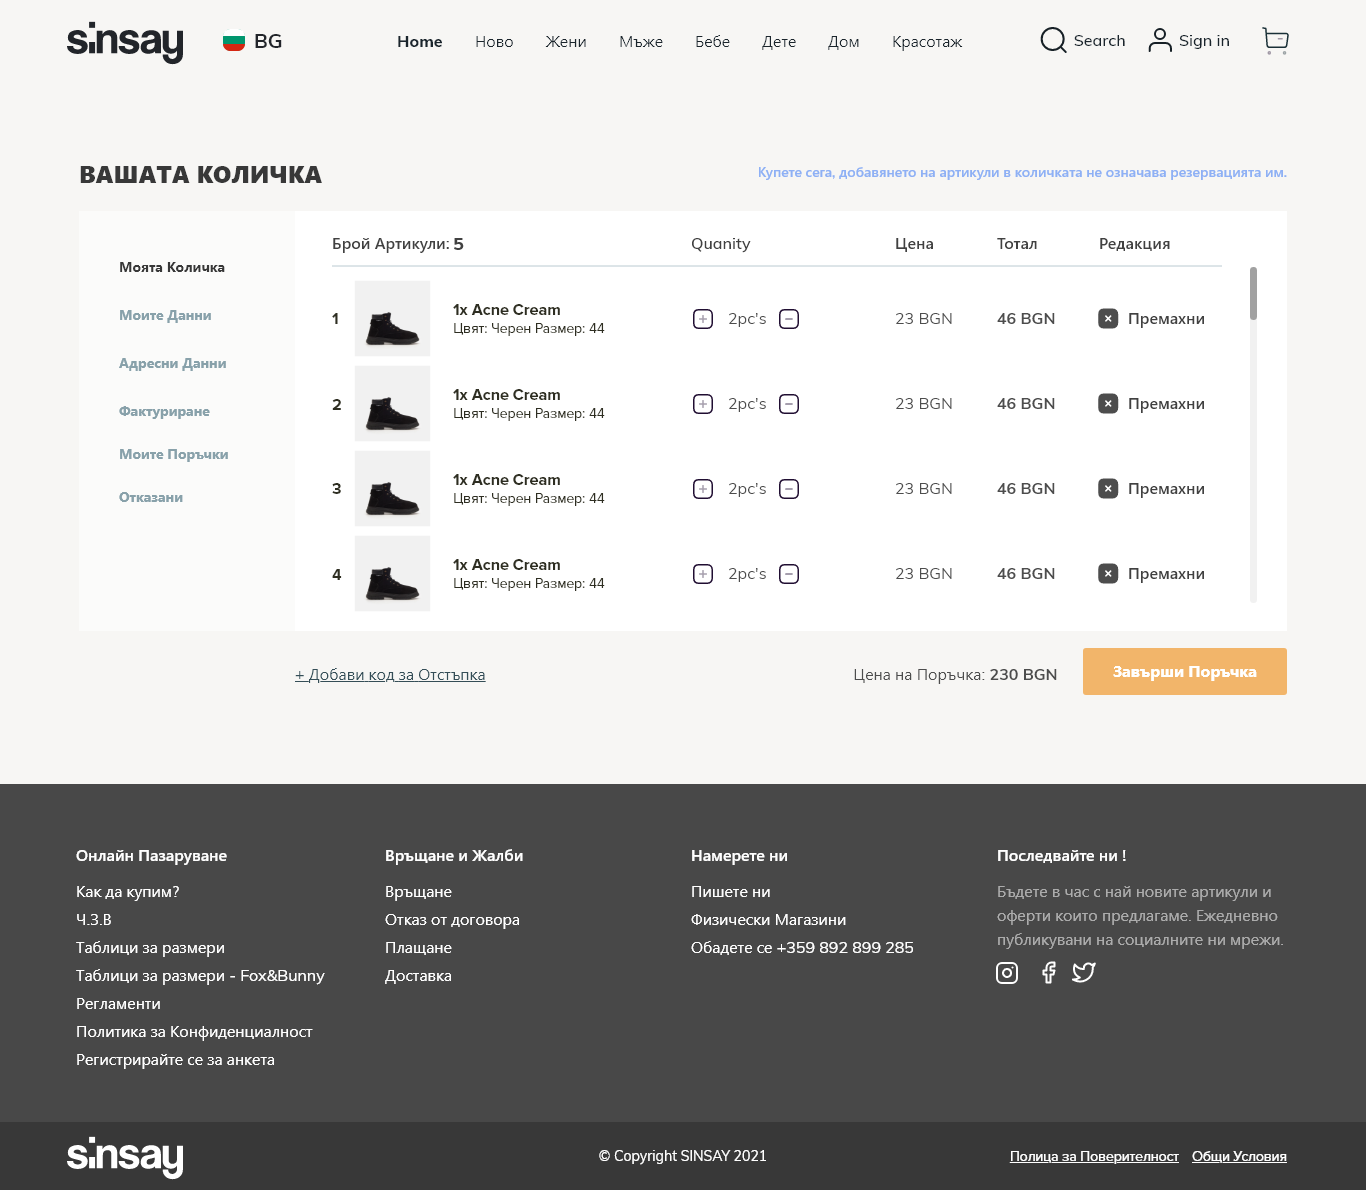 sinsay
BG
Home Ново Жени Мъже Бебе Дете Дом Красотаж
Search Sign in
ВАШАТА КОЛИЧКА
Купете сега, добавянето на артикули в количката не означава резервацията им.
Моята Количка
Моите Данни
Адресни Данни
Фактуриране
Моите Поръчки
Отказани
Брой Артикули: 5 Quanity Цена Тотал Редакция
1 1x Acne Cream 2pc's 23 BGN 46 BGN Премахни
Цвят: Черен Размер: 44
2 1x Acne Cream 2pc's 23 BGN 46 BGN Премахни
Цвят: Черен Размер: 44
3 1x Acne Cream 2pc's 23 BGN 46 BGN Премахни
Цвят: Черен Размер: 44
4 1x Acne Cream 2pc's 23 BGN 46 BGN Премахни
Цвят: Черен Размер: 44
+ Добави код за Отстъпка
Цена на Поръчка: 230 BGN
Завърши Поръчка
Онлайн Пазаруване
Как да купим?
Ч.З.В
Таблици за размери
Таблици за размери - Fox&Bunny
Регламенти
Политика за Конфиденциалност
Регистрирайте се за анкета
Връщане и Жалби
Връщане
Отказ от договора
Плащане
Доставка
Намерете ни
Пишете ни
Физически Магазини
Обадете се +359 892 899 285
Последвайте ни !
Бъдете в час с най новите артикули и
оферти които предлагаме. Ежедневно
публикувани на социалните ни мрежи.
sinsay
© Copyright SINSAY 2021
Полица за Поверителност Общи Условия